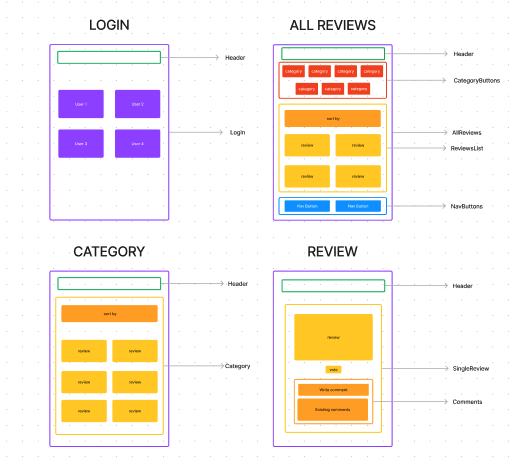 LOGIN
Header
User 1
User 2
User 3
User 4
Login
ALL REVIEWS
Header
category
category
category
category
category
category
category
CategoryButtons
sort by
review
review
review
review
AllReviews
ReviewsList
Nav Button
Nav Button
NavButtons
CATEGORY
Header
sort by
review
review
review
review
review
review
Category
REVIEW
Header
review
vote
SingleReview
Write comment
Existing comments
Comments